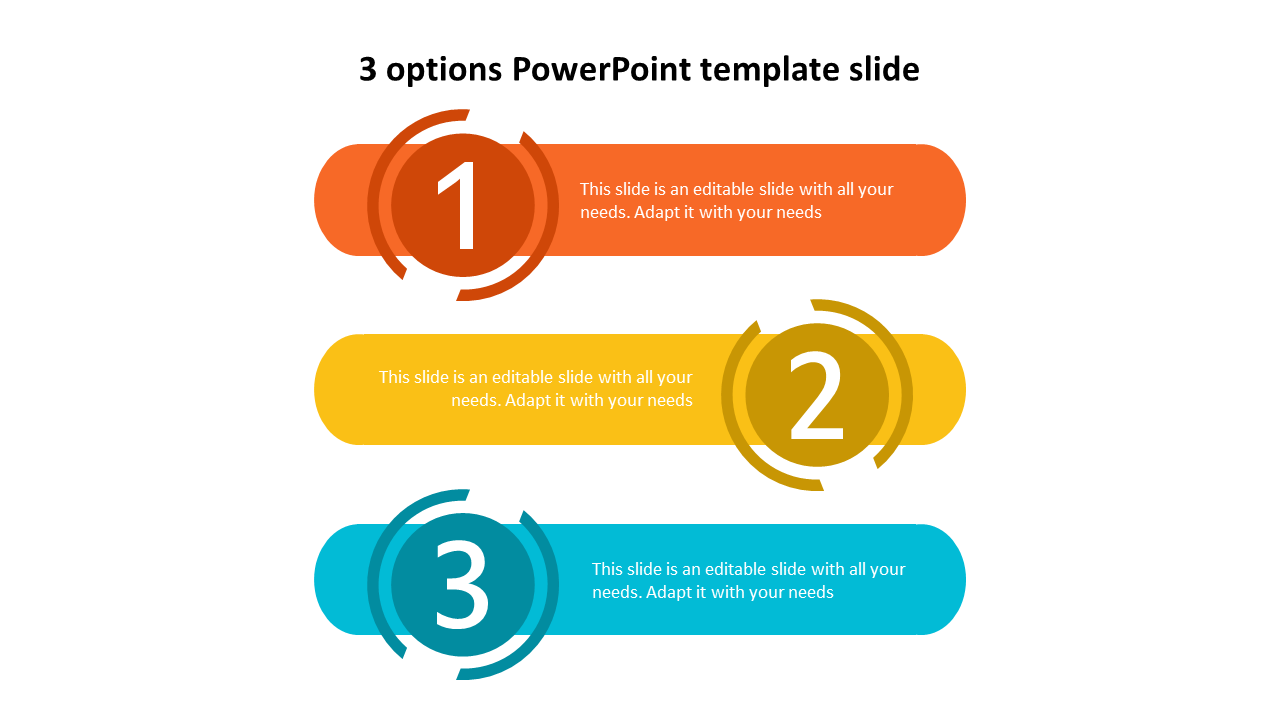 3 options PowerPoint template slide
1
This slide is an editable slide with all your
needs. Adapt it with your needs
This slide is an editable slide with all your
needs. Adapt it with your needs
2
3
This slide is an editable slide with all your
needs. Adapt it with your needs